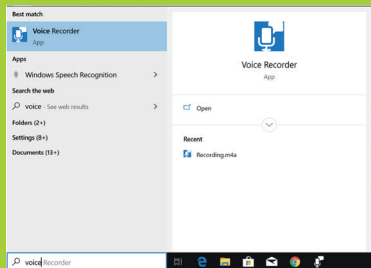 Best match
Voice Recorder
App
Apps
Windows Speech Recognition
Search the web
voice - See web results
Folders (2+)
Settings (8+)
Documents (13+)
voice Recorder
Voice Recorder
App
Open
Recent
Recording.m4a